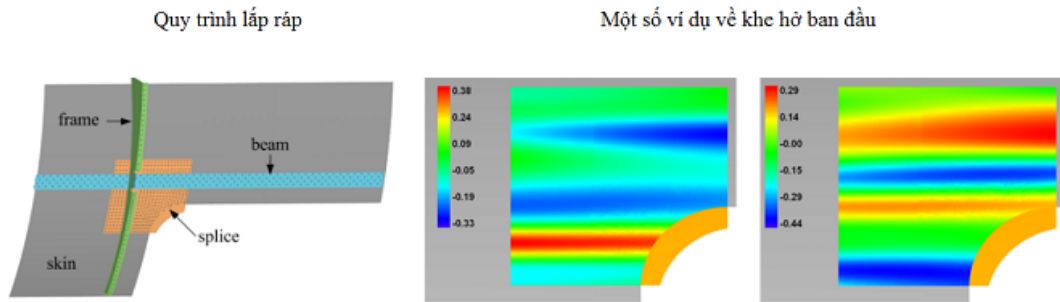 Quy trình lắp ráp
Một số ví dụ về khe hở ban đầu
frame
beam
splice
skin
0.38
0.24
0.09
-0.05
-0.19
-0.33
0.29
0.14
-0.00
-0.15
-0.29
-0.44